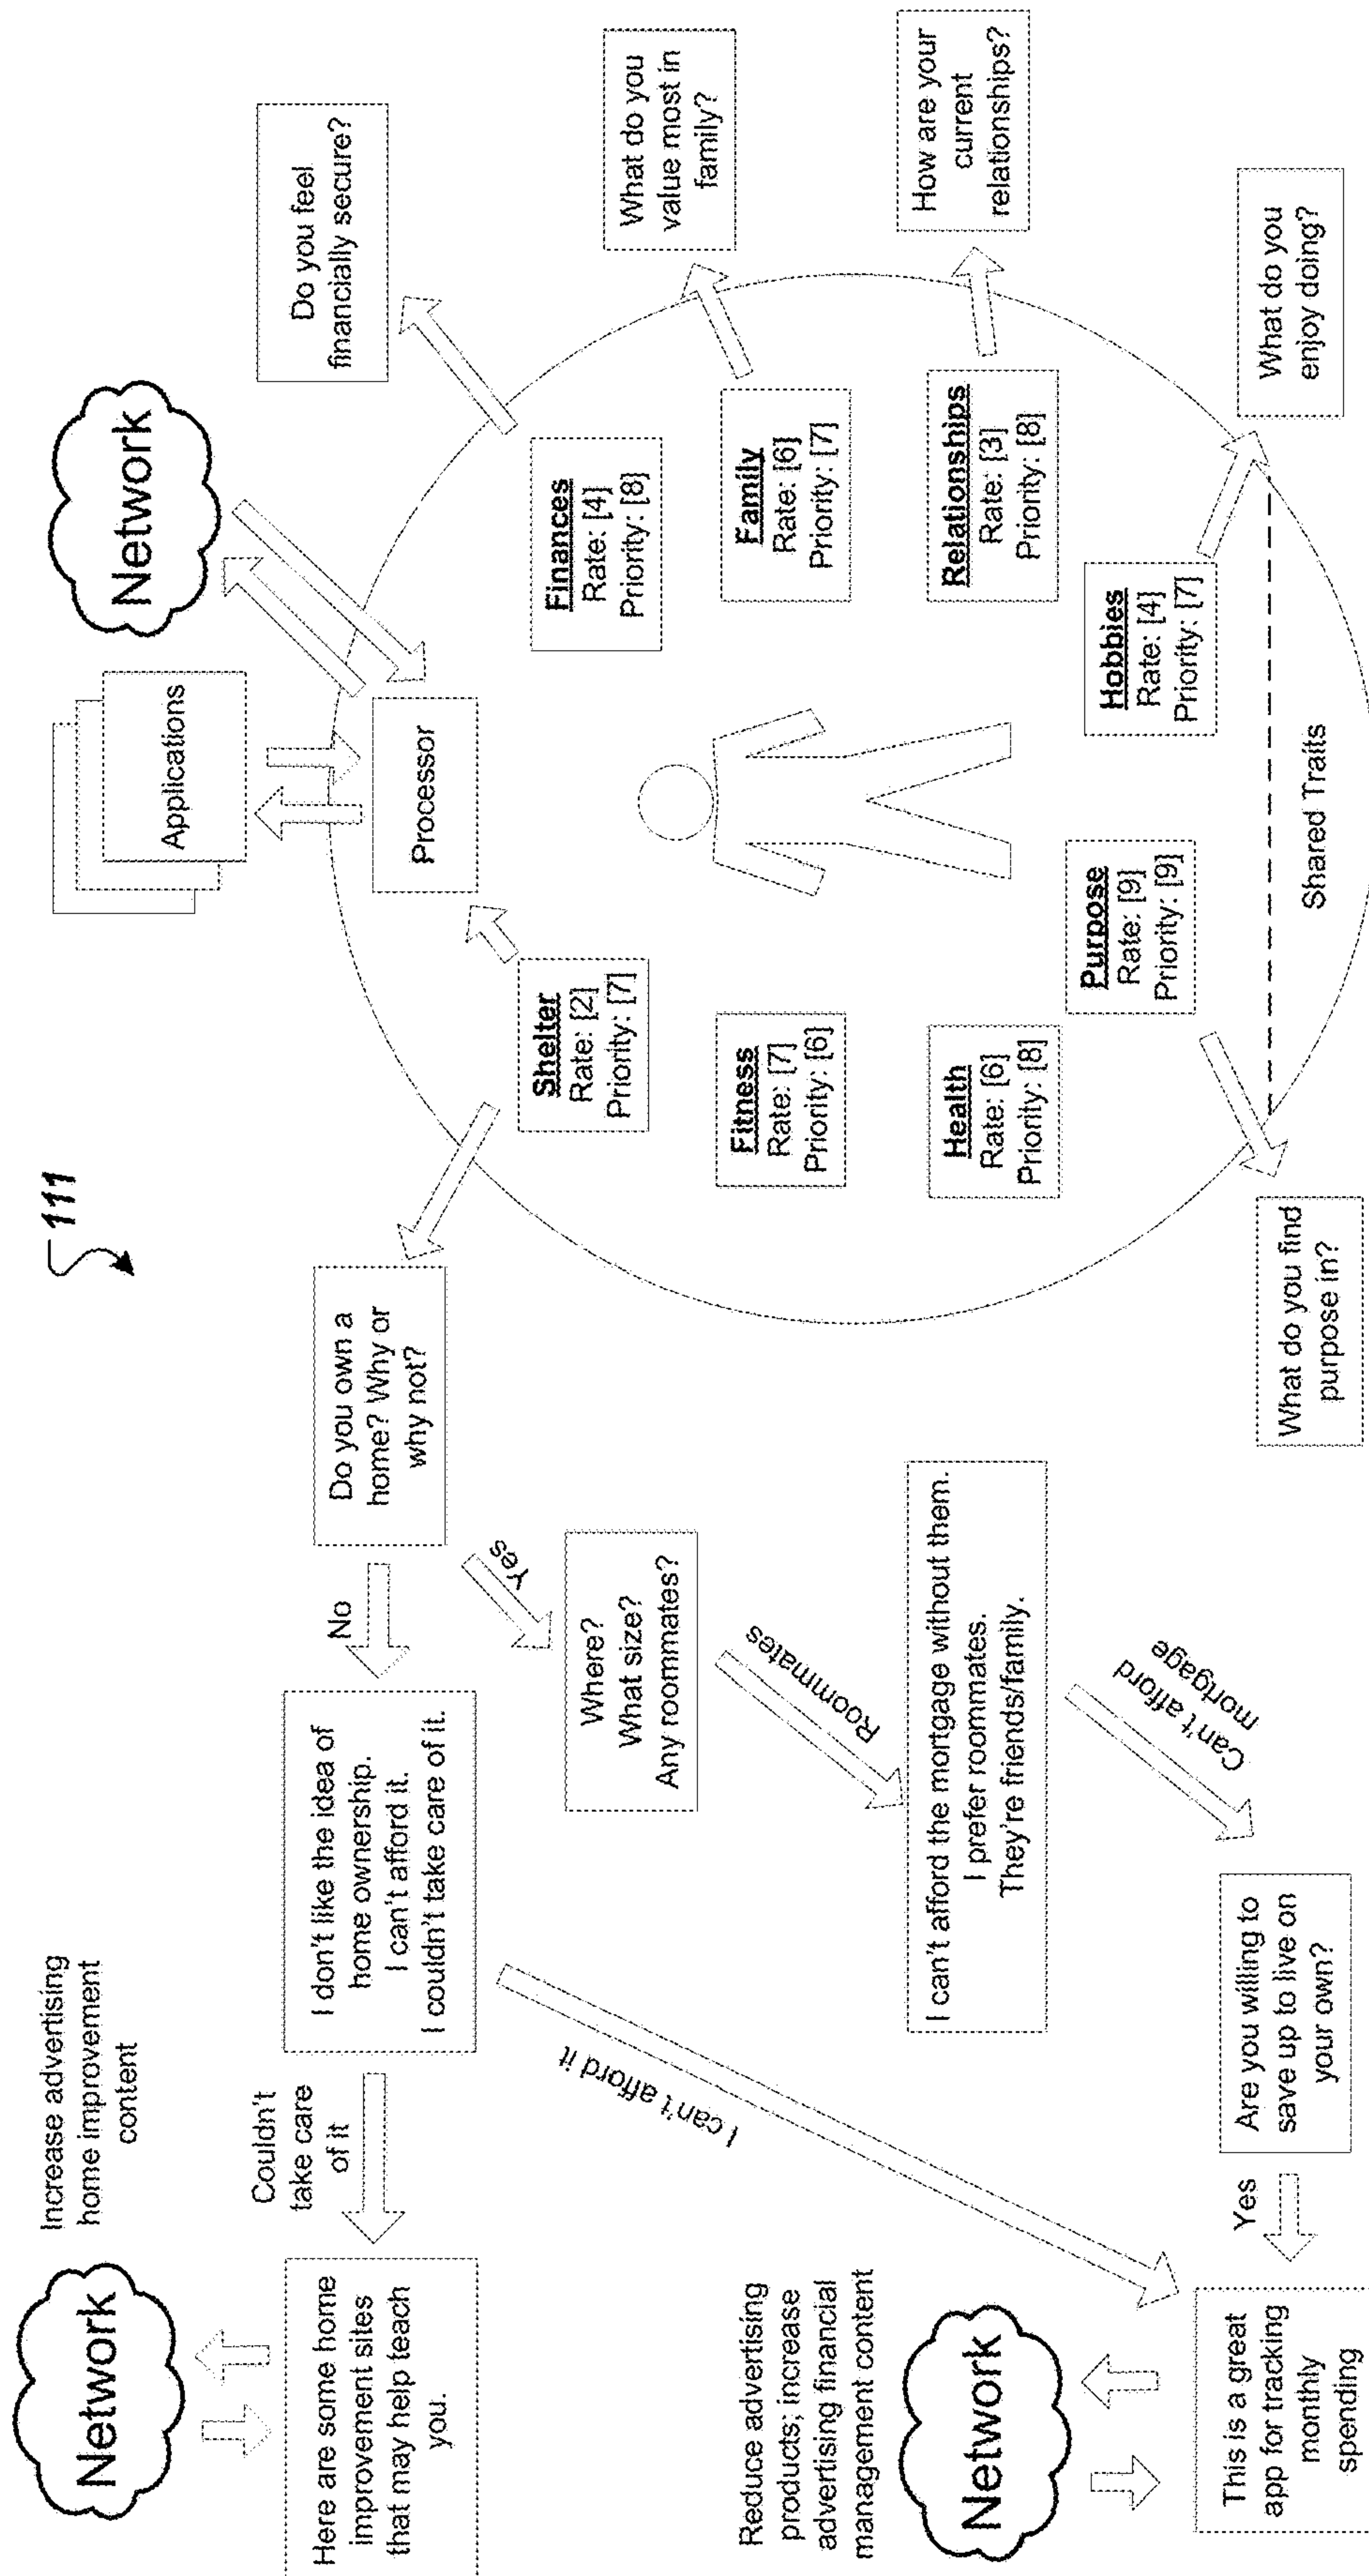 111
Network
Increase advertising
home improvement
content
Here are some home
improvement sites
that may help teach
you.
Couldn't
take care
of it
I don't like the idea of
home ownership.
I can't afford it.
I couldn't take care of it.
No
Do you own a
home? Why or
why not?
Yes
Where?
What size?
Any roommates?
Roommates
I can't afford the mortgage without them.
I prefer roommates.
They're friends/family.
Can't afford
mortgage
Are you willing to
save up to live on
your own?
Yes
I can't afford it
Reduce advertising
products; increase
advertising financial
management content
Network
This is a great
app for tracking
monthly
spending
Applications
Network
Processor
Shelter
Rate: [2]
Priority: [7]
Finances
Rate: [4]
Priority: [8]
Do you feel
financially secure?
Fitness
Rate: [7]
Priority: [6]
Family
Rate: [6]
Priority: [7]
What do you
value most in
family?
Health
Rate: [6]
Priority: [8]
Relationships
Rate: [3]
Priority: [8]
How are your
current
relationships?
Purpose
Rate: [9]
Priority: [9]
Hobbies
Rate: [4]
Priority: [7]
What do you find
purpose in?
Shared Traits
What do you
enjoy doing?